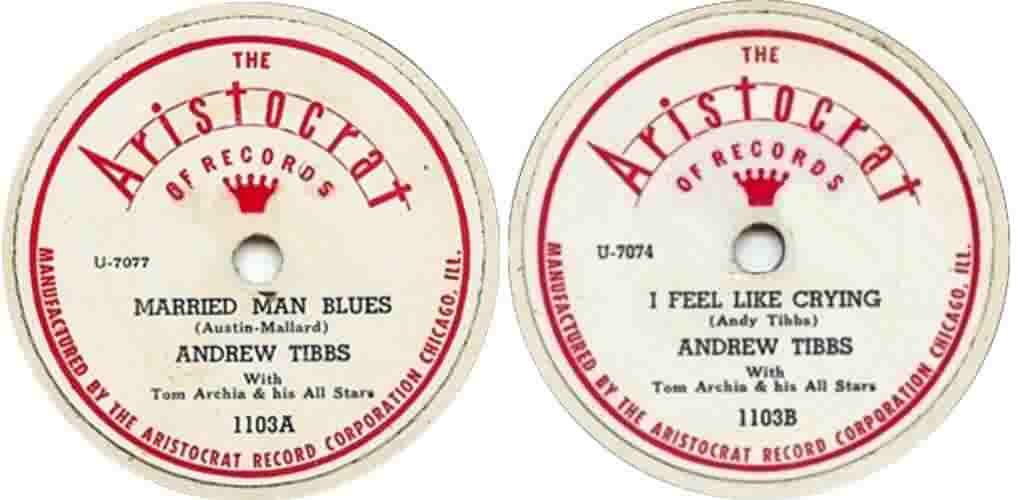 THE
Aristocrat
OF RECORDS
U-7077
MARRIED MAN BLUES
(Austin-Mallard)
ANDREW TIBBS
With
Tom Archia & his All Stars
1103A
MANUFACTURED BY THE ARISTOCRAT RECORD CORPORATION CHICAGO, ILL.
THE
Aristocrat
OF RECORDS
U-7074
I FEEL LIKE CRYING
(Andy Tibbs)
ANDREW TIBBS
With
Tom Archia & his All Stars
1103B
MANUFACTURED BY THE ARISTOCRAT RECORD CORPORATION CHICAGO, ILL.